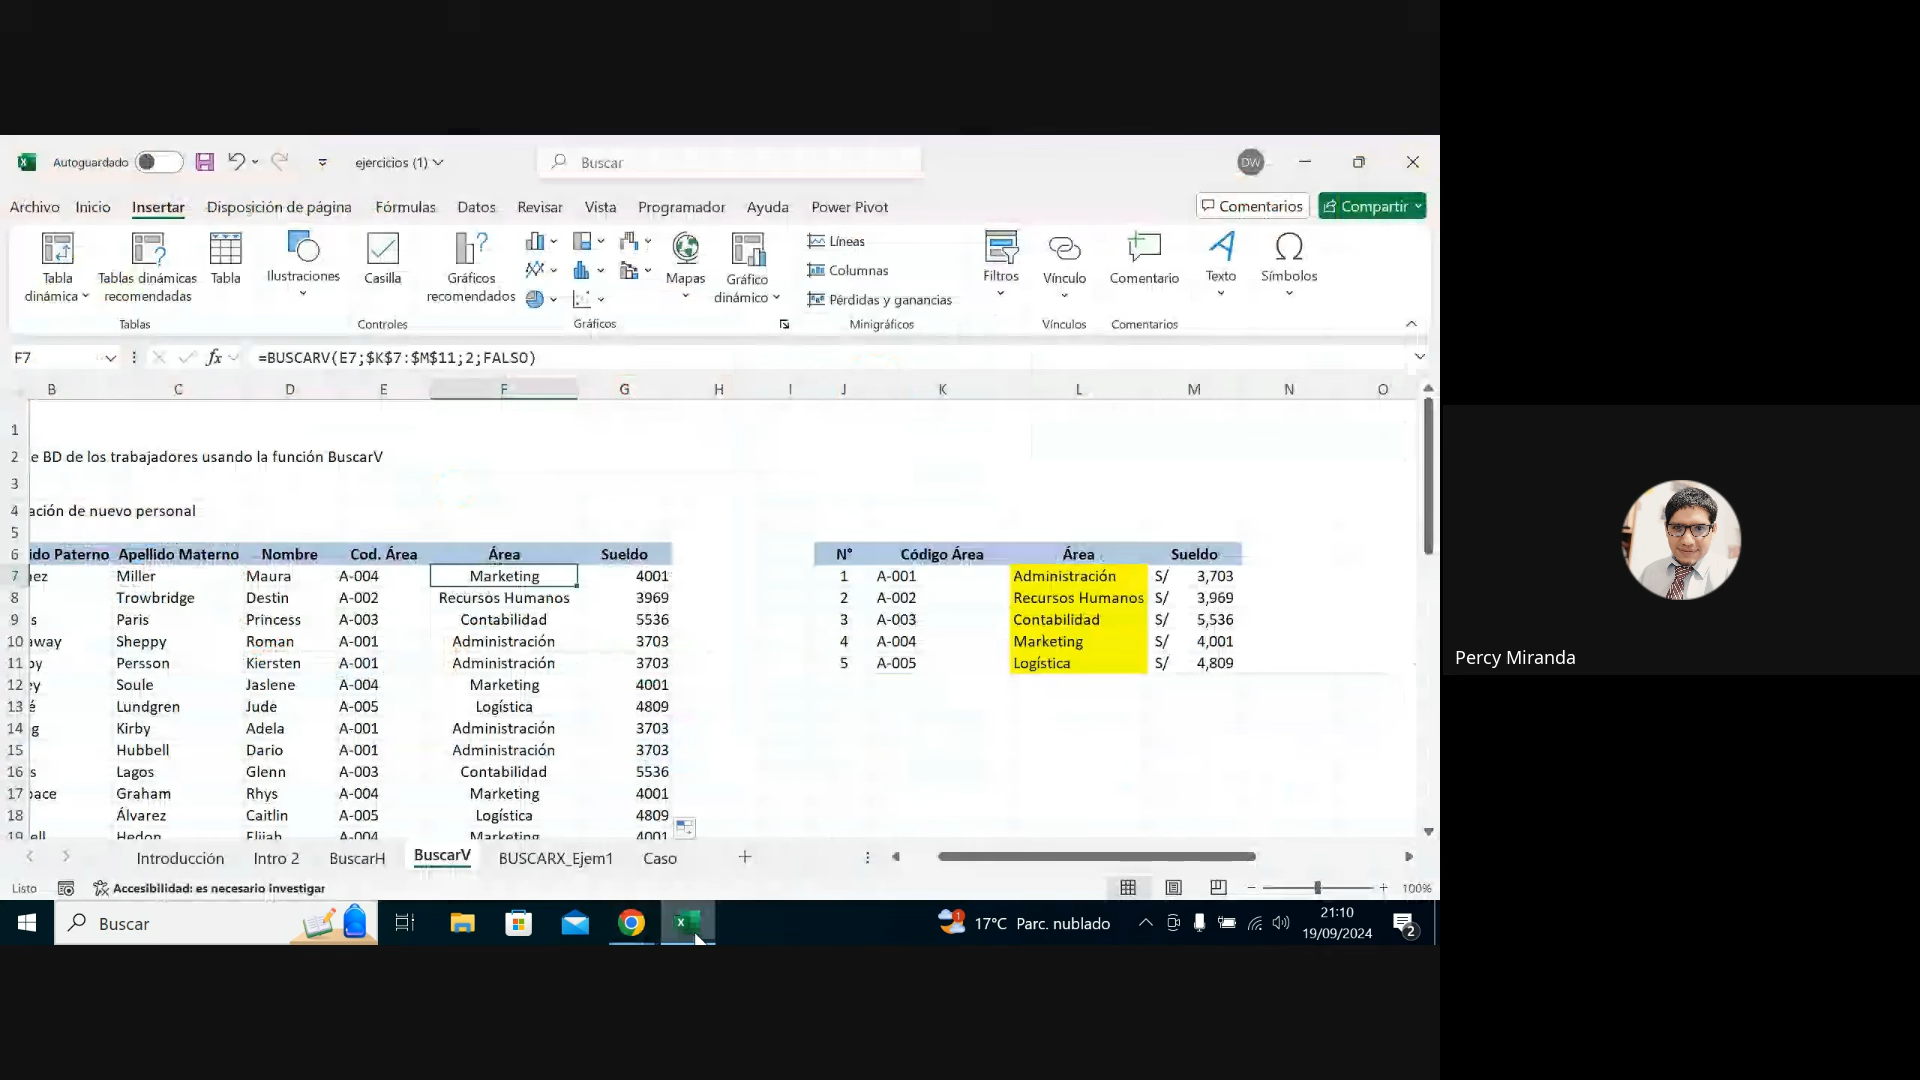 Autoguardado
ejercicios (1)
Buscar
DW
Archivo Inicio Insertar Disposición de página Fórmulas Datos Revisar Vista Programador Ayuda Power Pivot
Comentarios Compartir
Tabla dinámica
Tablas dinámicas recomendadas
Tabla
Ilustraciones
Casilla
Gráficos recomendados
Mapas
Gráfico dinámico
Líneas
Columnas
Pérdidas y ganancias
Filtros
Vínculo
Comentario
Texto
Símbolos
Tablas Controles Gráficos Minigráficos Vínculos Comentarios
F7 fx =BUSCARV(E7;$K$7:$M$11;2;FALSO)
B C D E F G H I J K L M N O
1
2 e BD de los trabajadores usando la función BuscarV
3
4 ación de nuevo personal
5
6 ido Paterno Apellido Materno Nombre Cod. Área Área Sueldo N° Código Área Área Sueldo
7 ez Miller Maura A-004 Marketing 4001 1 A-001 Administración S/ 3,703
8 Trowbridge Destin A-002 Recursos Humanos 3969 2 A-002 Recursos Humanos S/ 3,969
9 s Paris Princess A-003 Contabilidad 5536 3 A-003 Contabilidad S/ 5,536
10 away Sheppy Roman A-001 Administración 3703 4 A-004 Marketing S/ 4,001
11 by Persson Kiersten A-001 Administración 3703 5 A-005 Logística S/ 4,809
12 ey Soule Jaslene A-004 Marketing 4001
13 é Lundgren Jude A-005 Logística 4809
14 g Kirby Adela A-001 Administración 3703
15 Hubbell Dario A-001 Administración 3703
16 s Lagos Glenn A-003 Contabilidad 5536
17 pace Graham Rhys A-004 Marketing 4001
18 Álvarez Caitlin A-005 Logística 4809
19 ell Hedon Elijah A-004 Marketing 4001
Introducción Intro 2 BuscarH BuscarV BUSCARX_Ejem1 Caso
Listo Accesibilidad: es necesario investigar 100%
Buscar
1 17°C Parc. nublado
21:10
19/09/2024
2
Percy Miranda